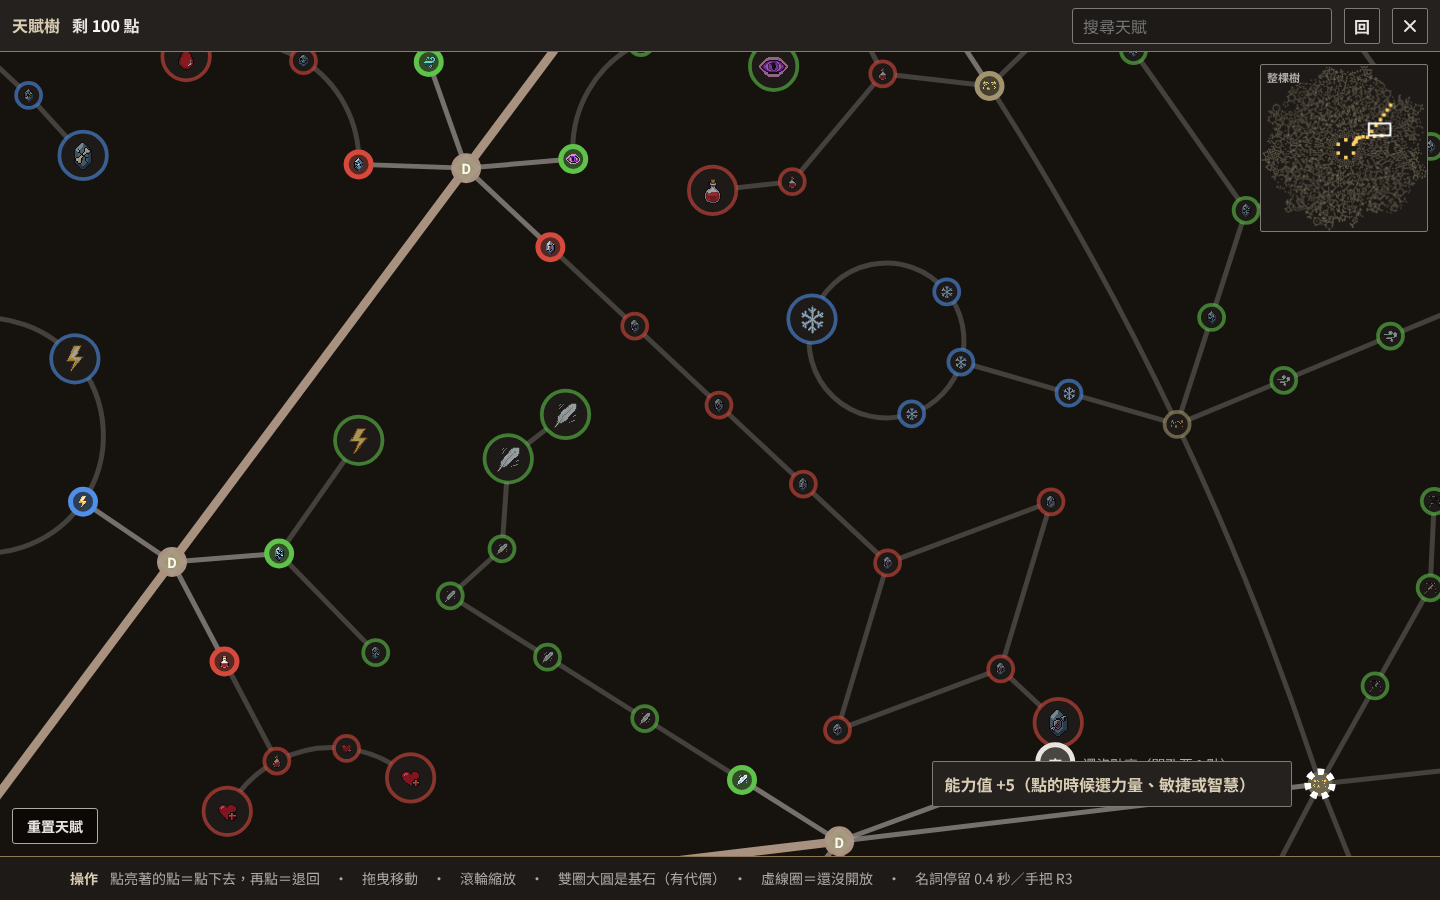 天賦樹 剩 100 點
搜尋天賦
回
✕
整棵樹
D
D
能力值 +5（點的時候選力量、敏捷或智慧）
重置天賦
D
操作 點亮著的點＝點下去，再點＝退回 • 拖曳移動 • 滾輪縮放 • 雙圈大圓是基石（有代價） • 虛線圈＝還沒開放 • 名詞停留 0.4 秒／手把 R3